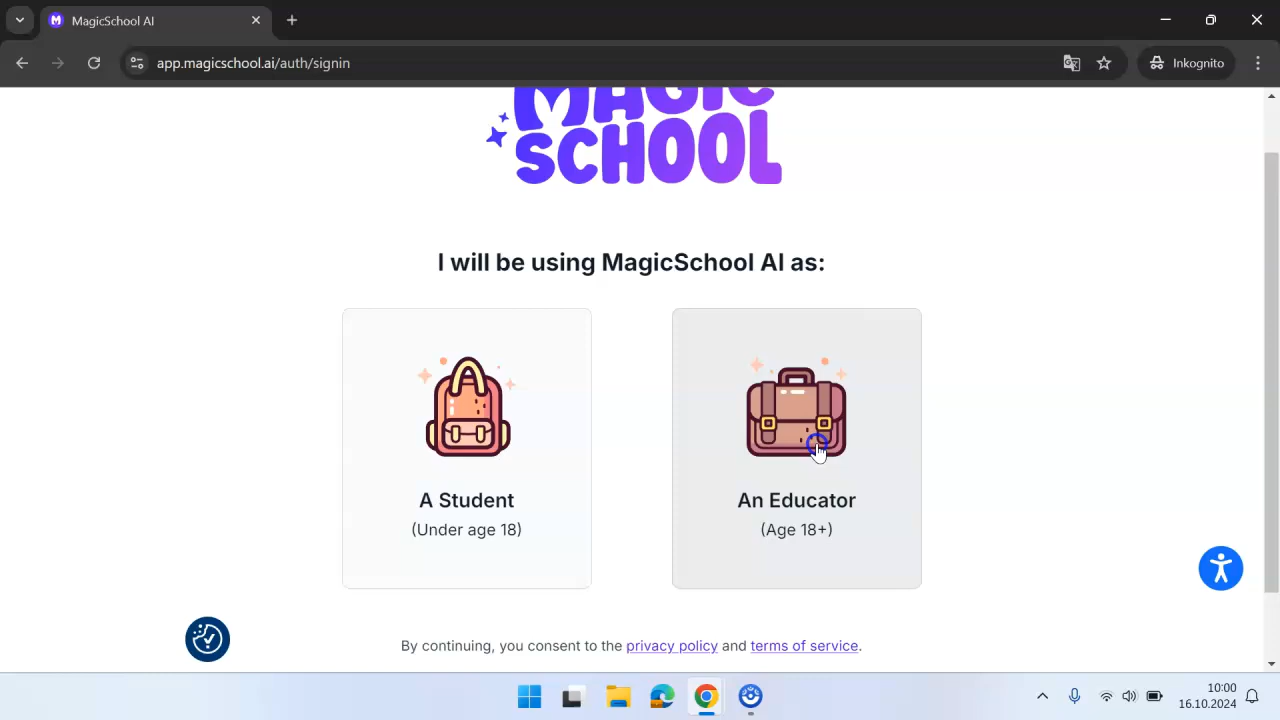 MagicSchool AI
app.magicschool.ai/auth/signin
Inkognito
MAGIC
SCHOOL
I will be using MagicSchool AI as:
A Student
(Under age 18)
An Educator
(Age 18+)
By continuing, you consent to the privacy policy and terms of service.
10:00
16.10.2024